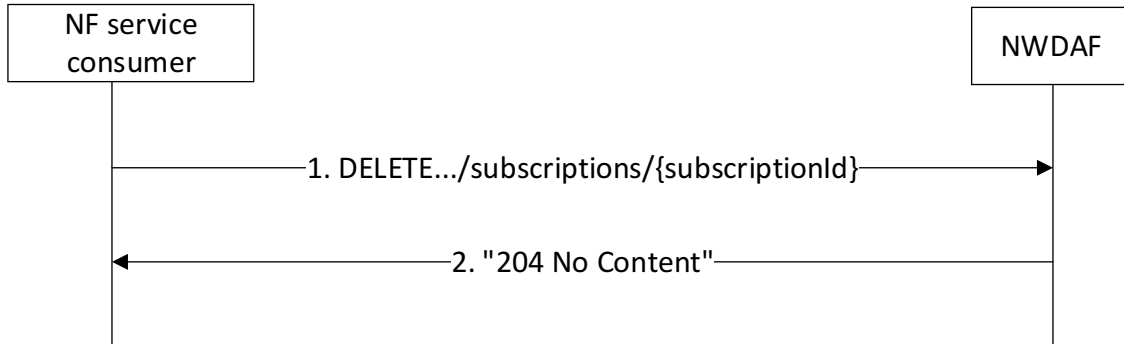 NF service
consumer
NWDAF
1. DELETE.../subscriptions/{subscriptionId}
2. "204 No Content"